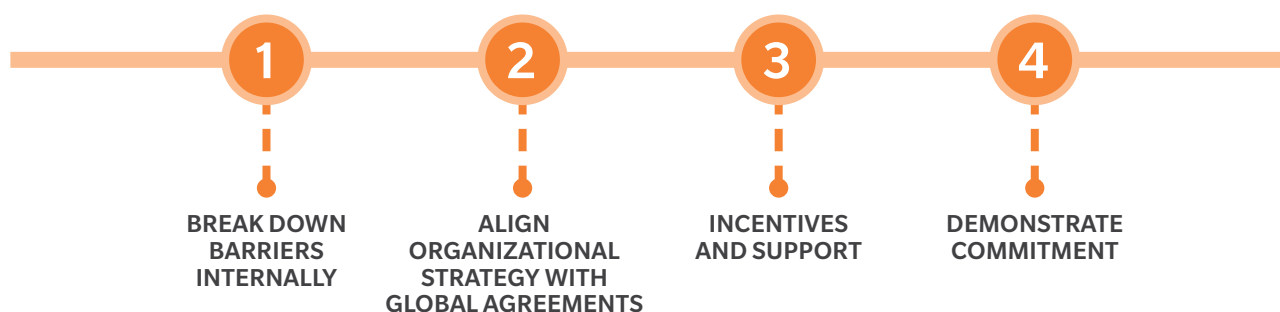 1
2
3
4
BREAK DOWN
BARRIERS
INTERNALLY
ALIGN
ORGANIZATIONAL
STRATEGY WITH
GLOBAL AGREEMENTS
INCENTIVES
AND SUPPORT
DEMONSTRATE
COMMITMENT